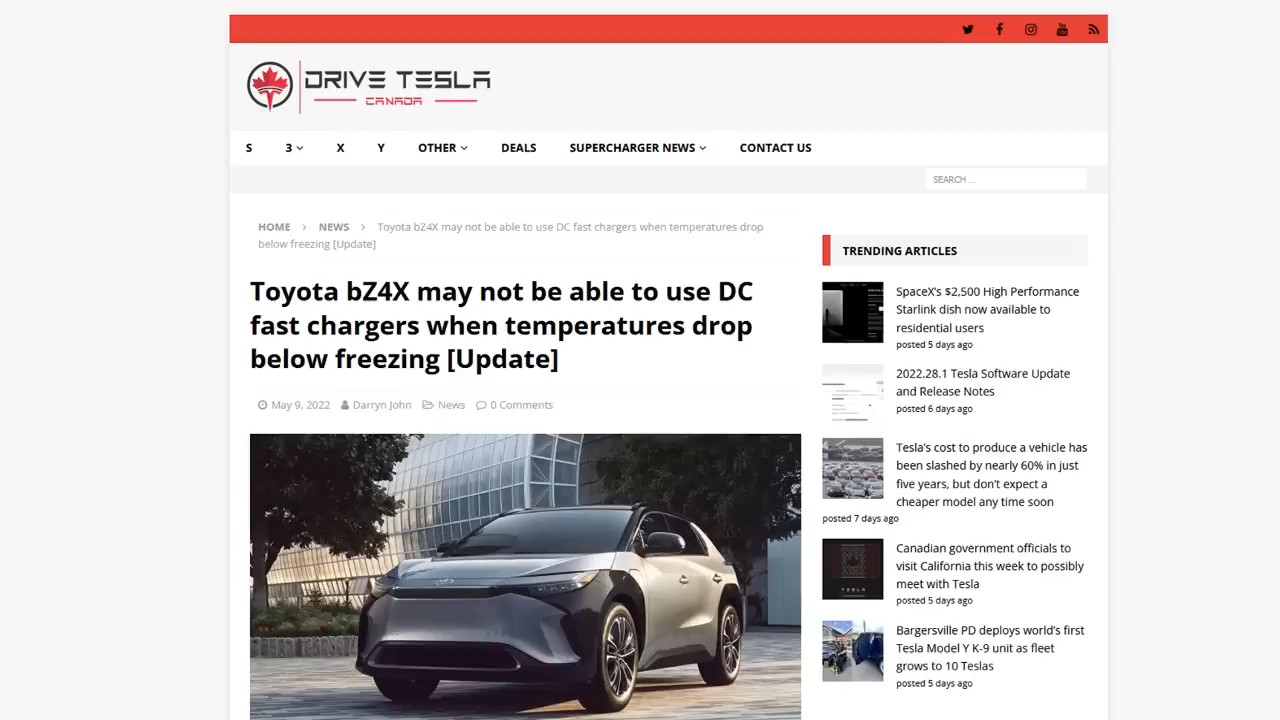 DRIVE TESLA
CANADA
S
3
X
Y
OTHER
DEALS
SUPERCHARGER NEWS
CONTACT US
SEARCH ...
HOME > NEWS > Toyota bZ4X may not be able to use DC fast chargers when temperatures drop
below freezing [Update]
Toyota bZ4X may not be able to use DC
fast chargers when temperatures drop
below freezing [Update]
May 9, 2022 Darryn John News 0 Comments
TRENDING ARTICLES
SpaceX's $2,500 High Performance
Starlink dish now available to
residential users
posted 5 days ago
2022.28.1 Tesla Software Update
and Release Notes
posted 6 days ago
Tesla's cost to produce a vehicle has
been slashed by nearly 60% in just
five years, but don't expect a
cheaper model any time soon
posted 7 days ago
Canadian government officials to
visit California this week to possibly
meet with Tesla
posted 5 days ago
Bargersville PD deploys world's first
Tesla Model Y K-9 unit as fleet
grows to 10 Teslas
posted 5 days ago